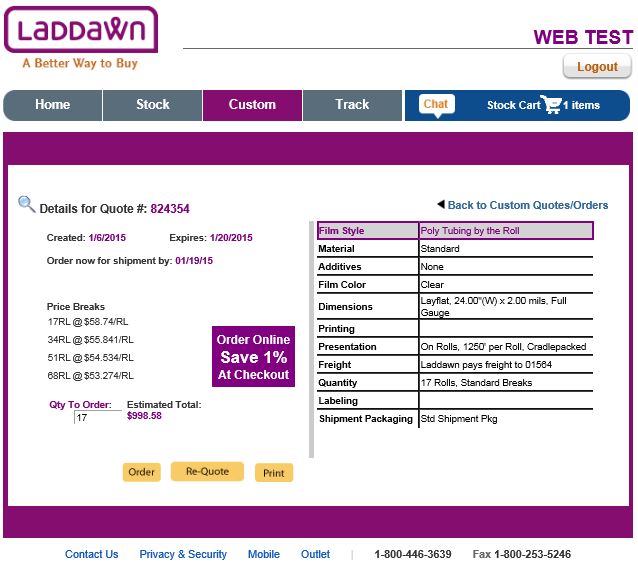 LADDAWN
A Better Way to Buy
WEB TEST
Logout
Home Stock Custom Track Chat Stock Cart 1 items
Details for Quote #: 824354
Back to Custom Quotes/Orders
Created: 1/6/2015 Expires: 1/20/2015
Order now for shipment by: 01/19/15
Price Breaks
17RL @ $58.74/RL
34RL @ $55.841/RL
51RL @ $54.534/RL
68RL @ $53.274/RL
Order Online
Save 1%
At Checkout
Qty To Order: Estimated Total:
17 $998.58
Order Re-Quote Print
Film Style Poly Tubing by the Roll
Material Standard
Additives None
Film Color Clear
Dimensions Layflat, 24.00"(W) x 2.00 mils, Full
Gauge
Printing
Presentation On Rolls, 1250' per Roll, Cradlepacked
Freight Laddawn pays freight to 01564
Quantity 17 Rolls, Standard Breaks
Labeling
Shipment Packaging Std Shipment Pkg
Contact Us Privacy & Security Mobile Outlet | 1-800-446-3639 Fax 1-800-253-5246